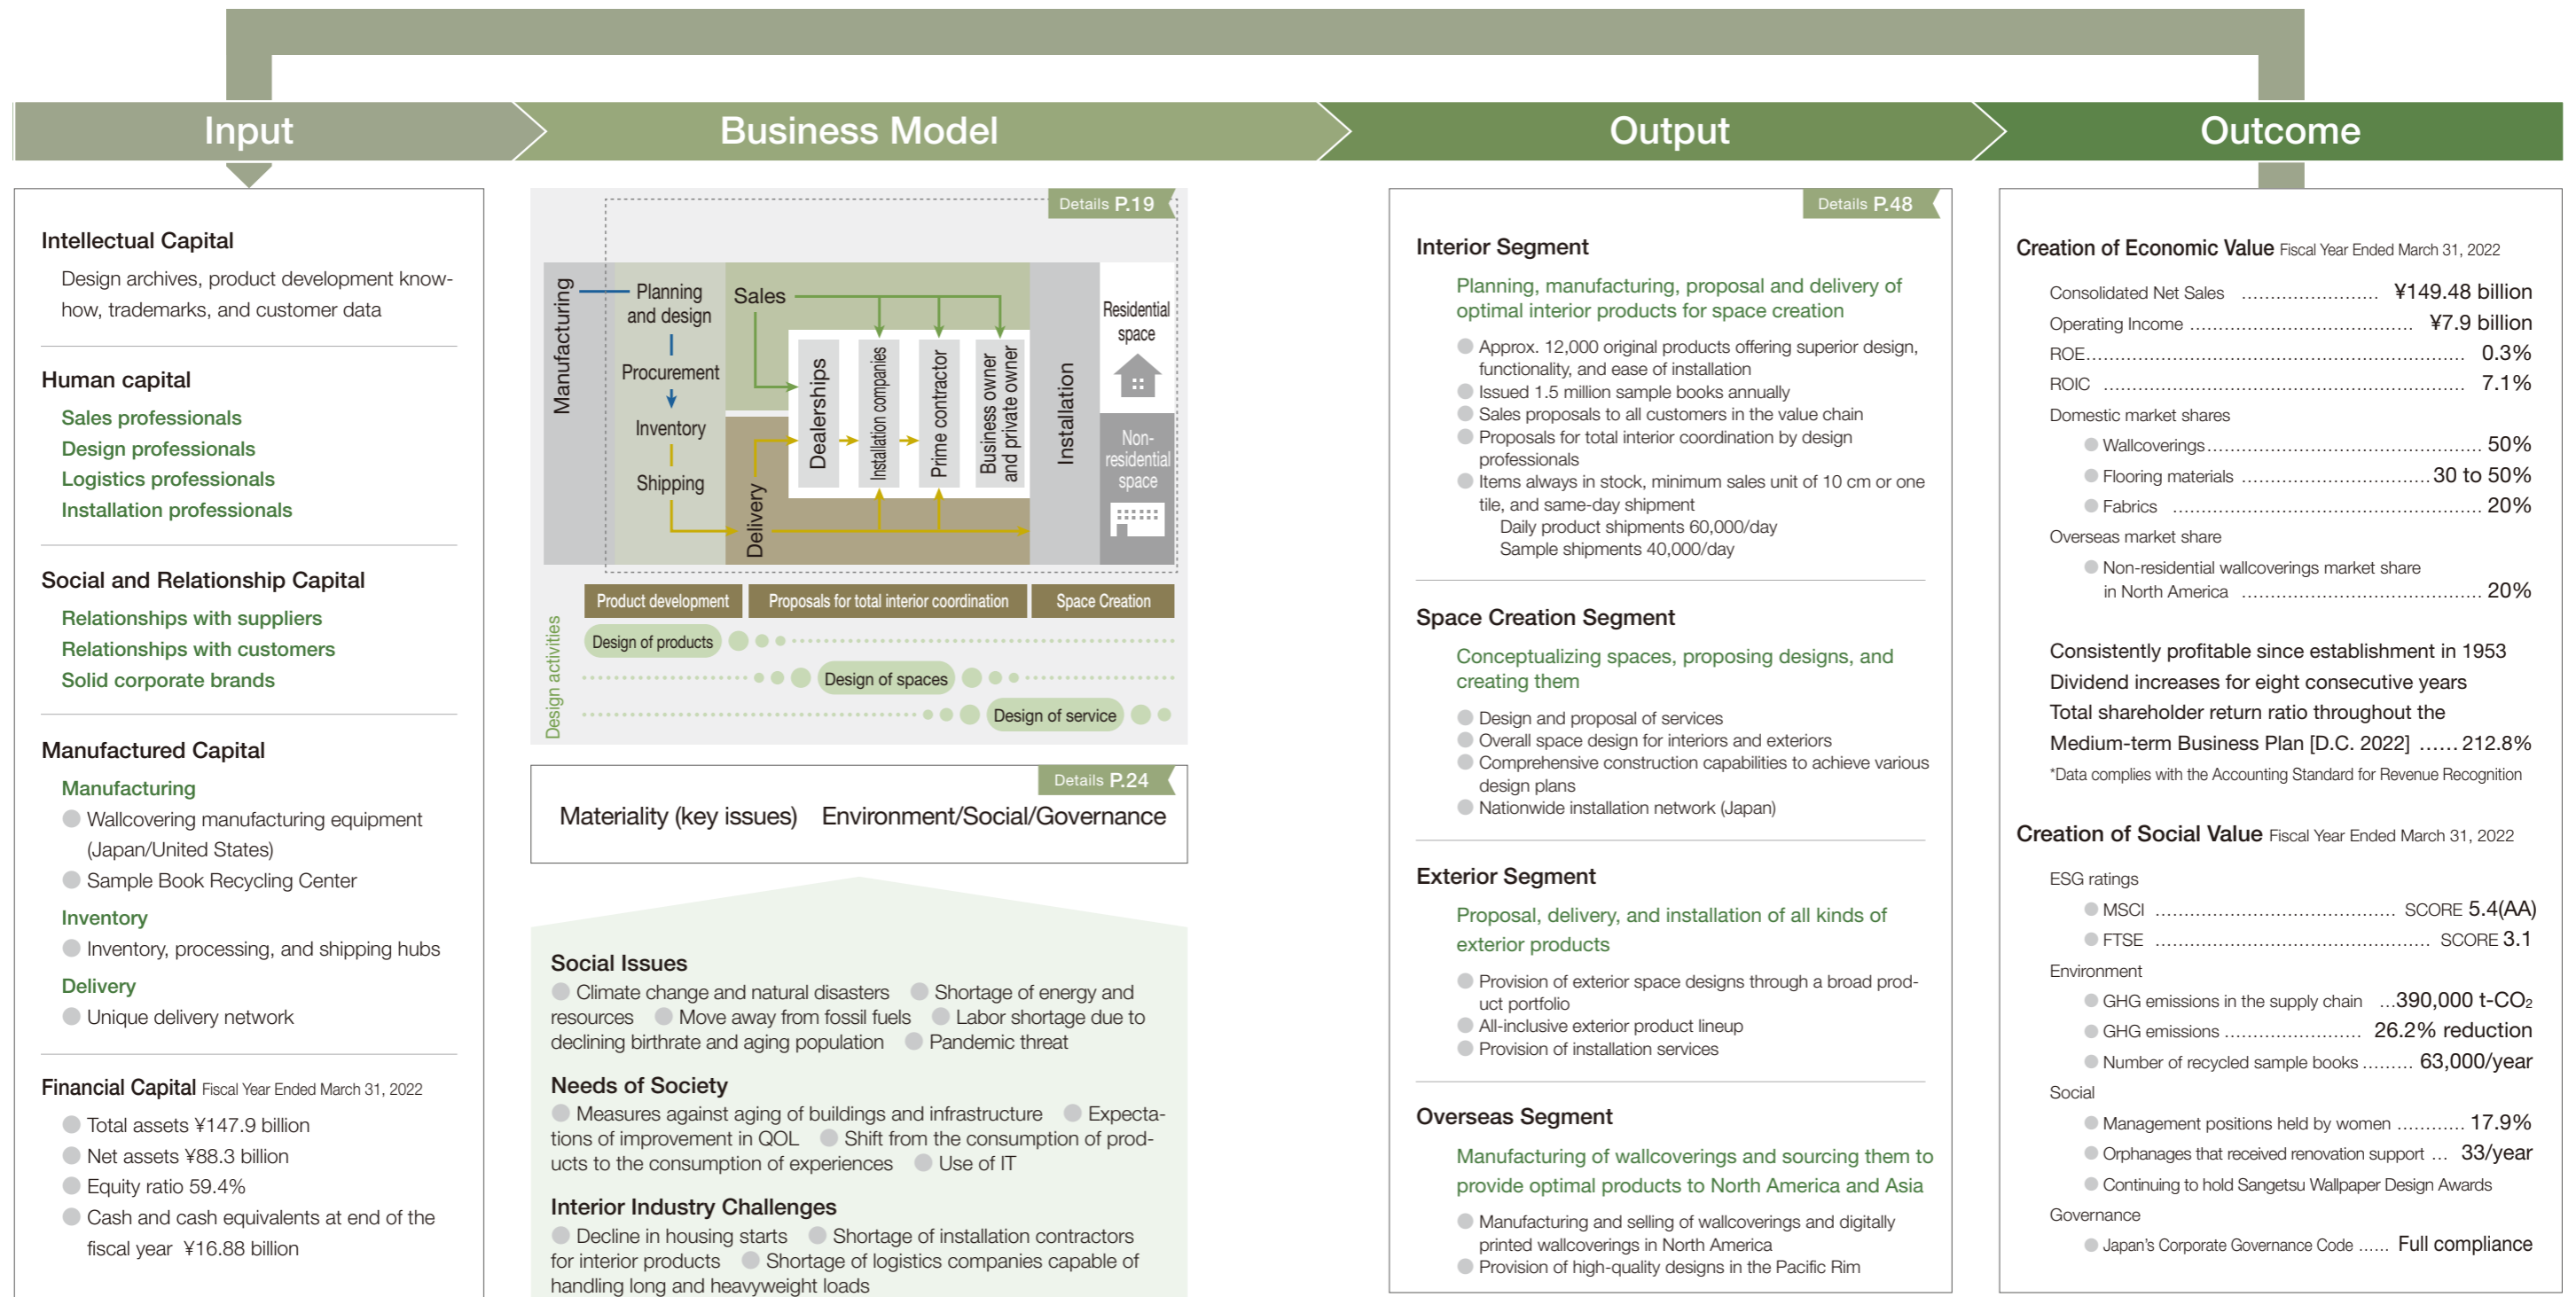 Input
Business Model
Output
Outcome
Intellectual Capital
Design archives, product development know-
how, trademarks, and customer data
Human capital
Sales professionals
Design professionals
Logistics professionals
Installation professionals
Social and Relationship Capital
Relationships with suppliers
Relationships with customers
Solid corporate brands
Manufactured Capital
Manufacturing
Wallcovering manufacturing equipment
(Japan/United States)
Sample Book Recycling Center
Inventory
Inventory, processing, and shipping hubs
Delivery
Unique delivery network
Financial Capital Fiscal Year Ended March 31, 2022
Total assets ¥147.9 billion
Net assets ¥88.3 billion
Equity ratio 59.4%
Cash and cash equivalents at end of the
fiscal year ¥16.88 billion
Details P.19
Manufacturing
Planning
and design
Procurement
Inventory
Shipping
Sales
Delivery
Dealerships
Installation companies
Prime contractor
Business owner
and private owner
Installation
Residential
space
Non-
residential
space
Product development
Proposals for total interior coordination
Space Creation
Design activities
Design of products
Design of spaces
Design of service
Details P.24
Materiality (key issues) Environment/Social/Governance
Social Issues
Climate change and natural disasters Shortage of energy and
resources Move away from fossil fuels Labor shortage due to
declining birthrate and aging population Pandemic threat
Needs of Society
Measures against aging of buildings and infrastructure Expecta-
tions of improvement in QOL Shift from the consumption of prod-
ucts to the consumption of experiences Use of IT
Interior Industry Challenges
Decline in housing starts Shortage of installation contractors
for interior products Shortage of logistics companies capable of
handling long and heavyweight loads
Details P.48
Interior Segment
Planning, manufacturing, proposal and delivery of
optimal interior products for space creation
Approx. 12,000 original products offering superior design,
functionality, and ease of installation
Issued 1.5 million sample books annually
Sales proposals to all customers in the value chain
Proposals for total interior coordination by design
professionals
Items always in stock, minimum sales unit of 10 cm or one
tile, and same-day shipment
Daily product shipments 60,000/day
Sample shipments 40,000/day
Space Creation Segment
Conceptualizing spaces, proposing designs, and
creating them
Design and proposal of services
Overall space design for interiors and exteriors
Comprehensive construction capabilities to achieve various
design plans
Nationwide installation network (Japan)
Exterior Segment
Proposal, delivery, and installation of all kinds of
exterior products
Provision of exterior space designs through a broad prod-
uct portfolio
All-inclusive exterior product lineup
Provision of installation services
Overseas Segment
Manufacturing of wallcoverings and sourcing them to
provide optimal products to North America and Asia
Manufacturing and selling of wallcoverings and digitally
printed wallcoverings in North America
Provision of high-quality designs in the Pacific Rim
Creation of Economic Value Fiscal Year Ended March 31, 2022
Consolidated Net Sales ........................ ¥149.48 billion
Operating Income ....................................... ¥7.9 billion
ROE................................................................... 0.3%
ROIC ................................................................ 7.1%
Domestic market shares
Wallcoverings................................................. 50%
Flooring materials ................................. 30 to 50%
Fabrics ....................................................... 20%
Overseas market share
Non-residential wallcoverings market share
in North America ........................................... 20%
Consistently profitable since establishment in 1953
Dividend increases for eight consecutive years
Total shareholder return ratio throughout the
Medium-term Business Plan [D.C. 2022] ...... 212.8%
*Data complies with the Accounting Standard for Revenue Recognition
Creation of Social Value Fiscal Year Ended March 31, 2022
ESG ratings
MSCI .......................................... SCORE 5.4(AA)
FTSE ................................................ SCORE 3.1
Environment
GHG emissions in the supply chain ...390,000 t-CO₂
GHG emissions ........................ 26.2% reduction
Number of recycled sample books ......... 63,000/year
Social
Management positions held by women ............ 17.9%
Orphanages that received renovation support ... 33/year
Continuing to hold Sangetsu Wallpaper Design Awards
Governance
Japan's Corporate Governance Code ...... Full compliance